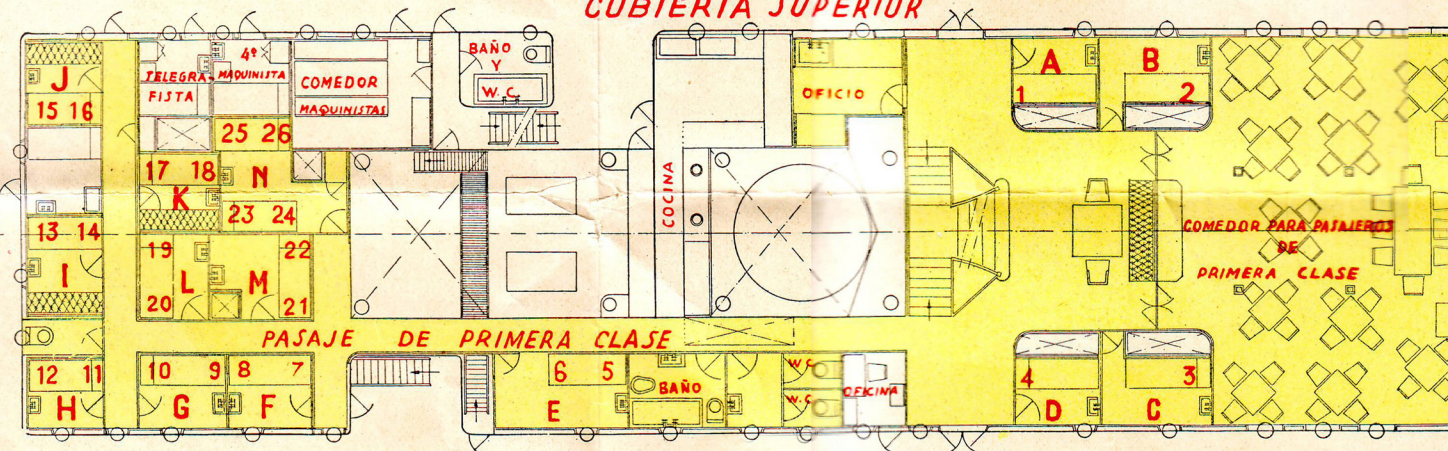 CUBIERTA SUPERIOR
J
15 16
TELEGRA-
FISTA
4º
MAQUINISTA
COMEDOR
MAQUINISTAS
BAÑO
Y
W.C.
OFICIO
A
1
B
2
25 26
17 18
K
N
23 24
COCINA
13 14
I
19
L
20
22
M
21
COMEDOR PARA PASAJEROS
DE
PRIMERA CLASE
PASAJE DE PRIMERA CLASE
12 11
H
10 9
G
8 7
F
6 5
E
BAÑO
W.C.
W.C.
OFICINA
4
D
3
C